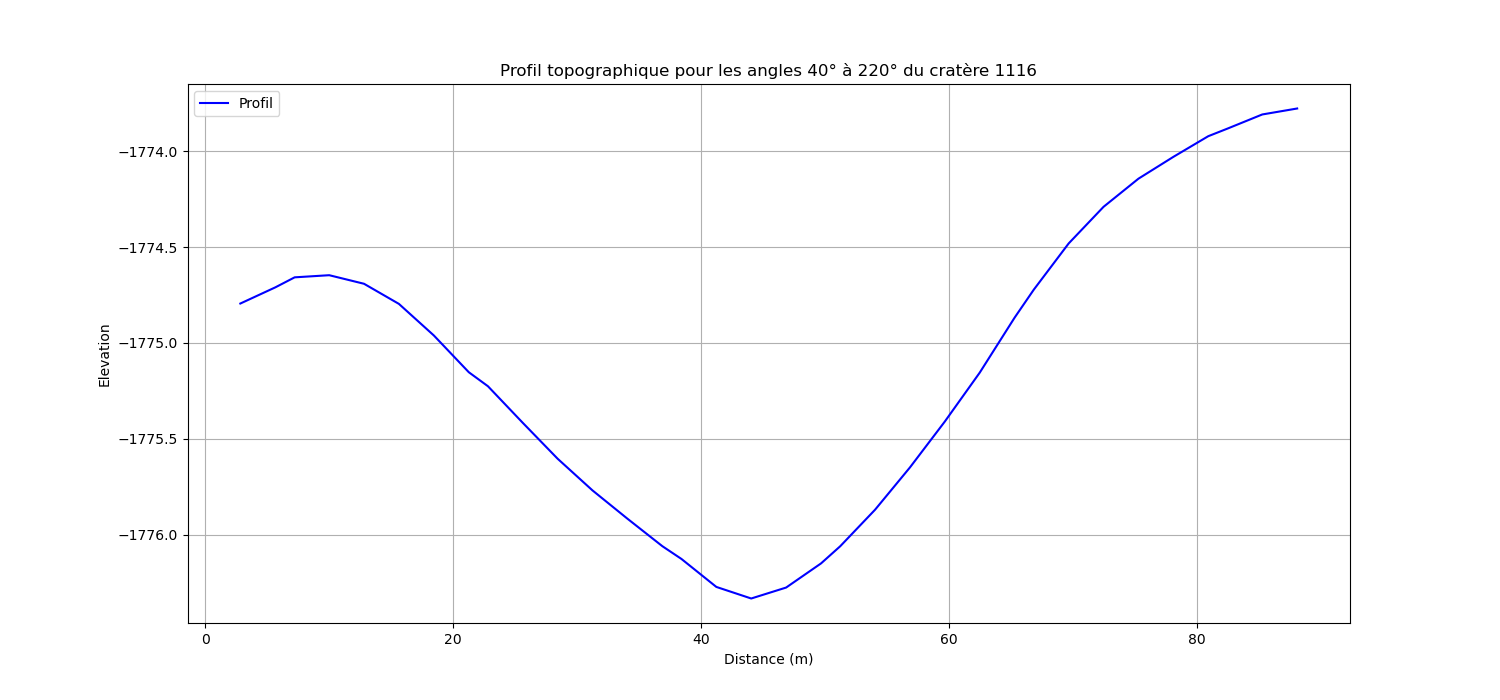 Profil topographique pour les angles 40° à 220° du cratère 1116
Profil
−1774.0
−1774.5
−1775.0
−1775.5
−1776.0
Elevation
0 20 40 60 80
Distance (m)